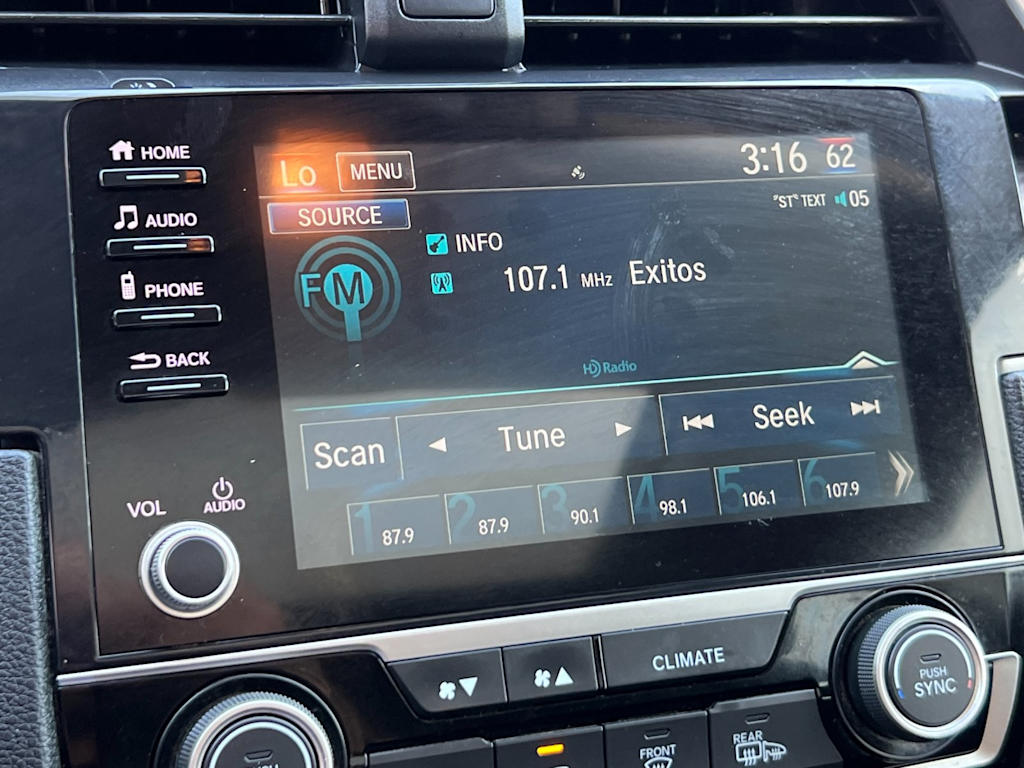 HOME
AUDIO
PHONE
BACK
VOL
AUDIO
Lo MENU 3:16 62
SOURCE "ST" TEXT 05
FM
INFO
107.1 MHz Exitos
HD Radio
Scan Tune Seek
1 87.9 2 87.9 3 90.1 4 98.1 5 106.1 6 107.9
CLIMATE
PUSH
SYNC
FRONT
REAR